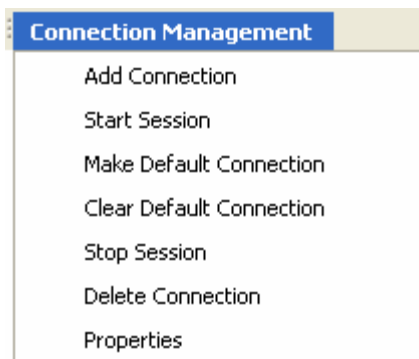 Connection Management
Add Connection
Start Session
Make Default Connection
Clear Default Connection
Stop Session
Delete Connection
Properties